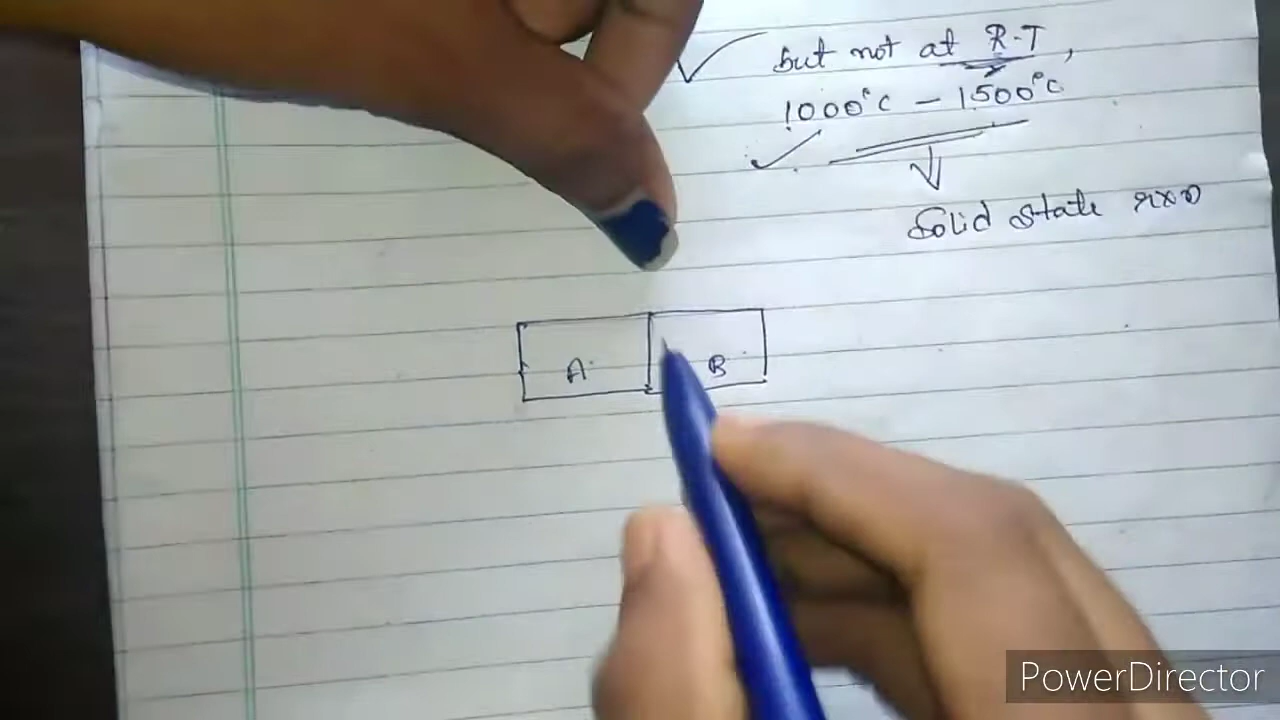 but not at R.T,
1000°C - 1500°C
Solid State rxn
A
B
PowerDirector